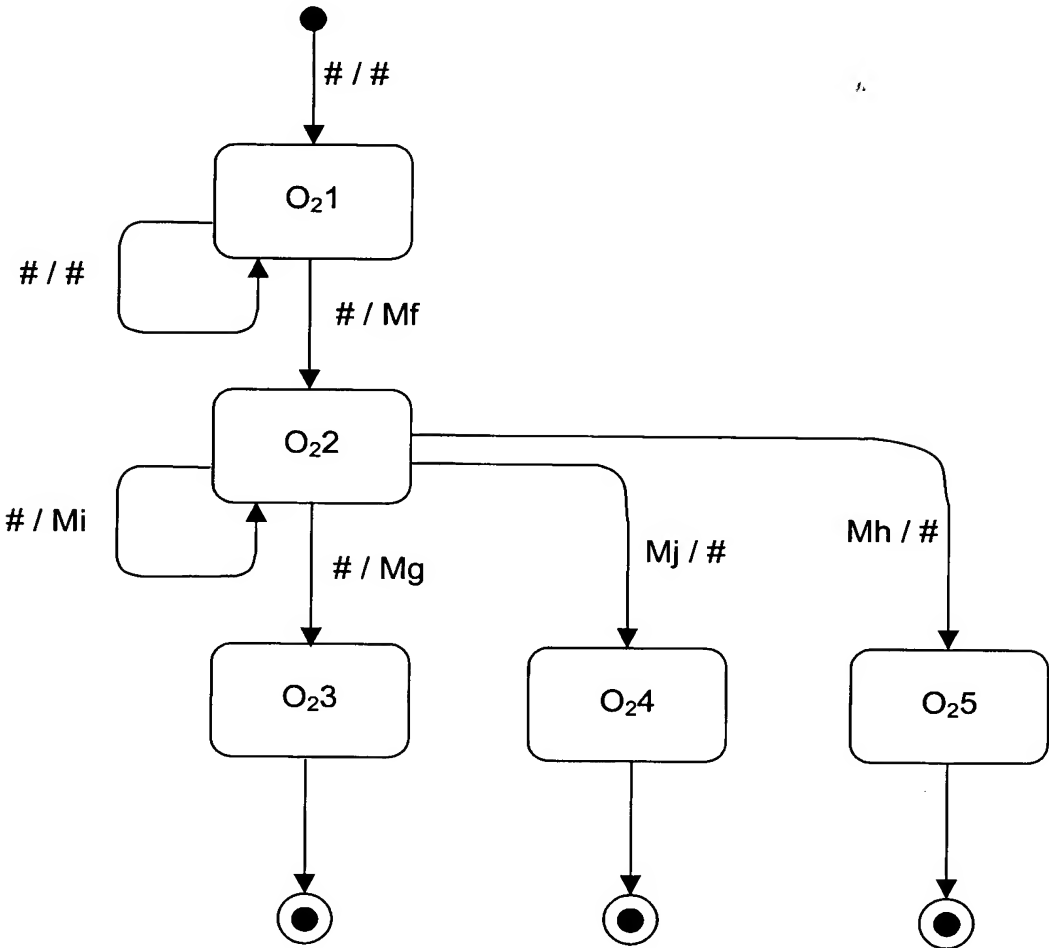 # / #
O₂1
# / #
# / Mf
O₂2
# / Mi
Mh / #
Mj / #
# / Mg
O₂3
O₂4
O₂5